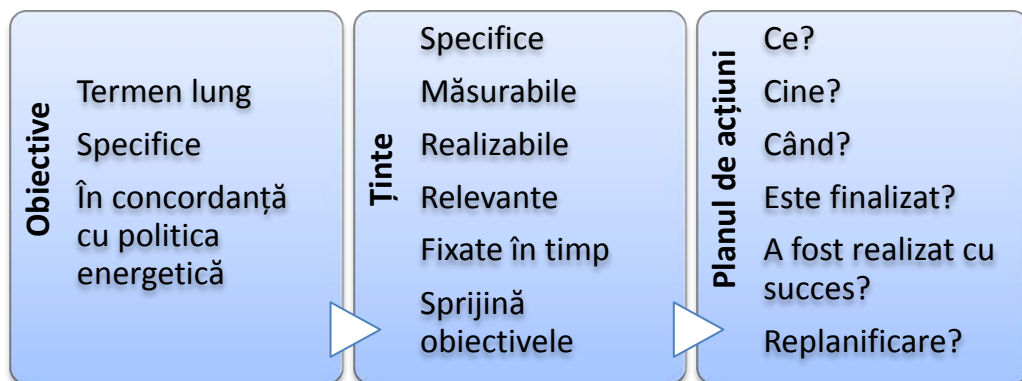 Obiective
Termen lung
Specifice
În concordanță
cu politica
energetică
Ținte
Specifice
Măsurabile
Realizabile
Relevante
Fixate în timp
Sprijină
obiectivele
Planul de acțiuni
Ce?
Cine?
Când?
Este finalizat?
A fost realizat cu
succes?
Replanificare?